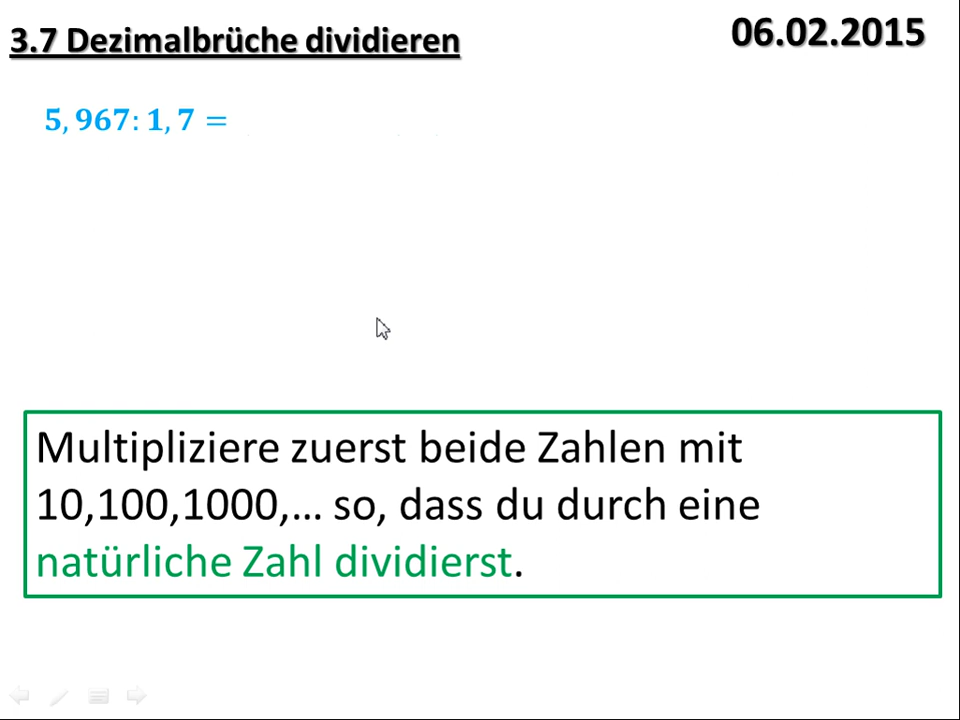 3.7 Dezimalbrüche dividieren
06.02.2015
5,967:1,7 =
Multipliziere zuerst beide Zahlen mit
10,100,1000,... so, dass du durch eine
natürliche Zahl dividierst.